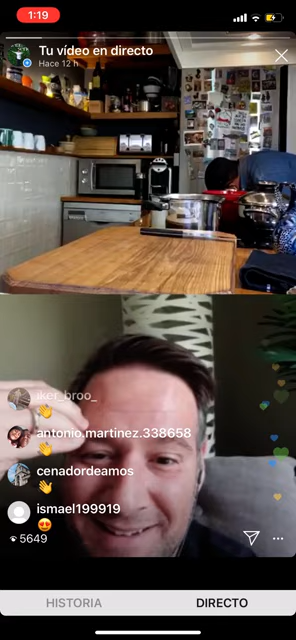 1:19
Tu vídeo en directo
Hace 12 h
iker_broo_
👏
antonio.martinez.338658
👏
cenadordeamos
👏
ismael199919
😍
5649
HISTORIA
DIRECTO